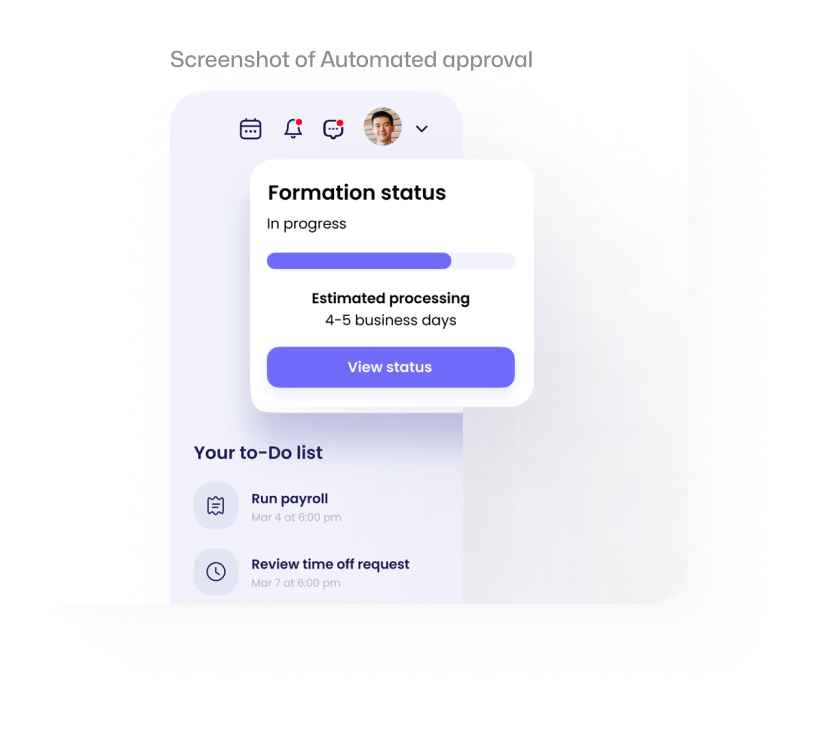 Screenshot of Automated approval
Formation status
In progress
Estimated processing
4-5 business days
View status
Your to-Do list
Run payroll
Mar 4 at 6:00 pm
Review time off request
Mar 7 at 6:00 pm